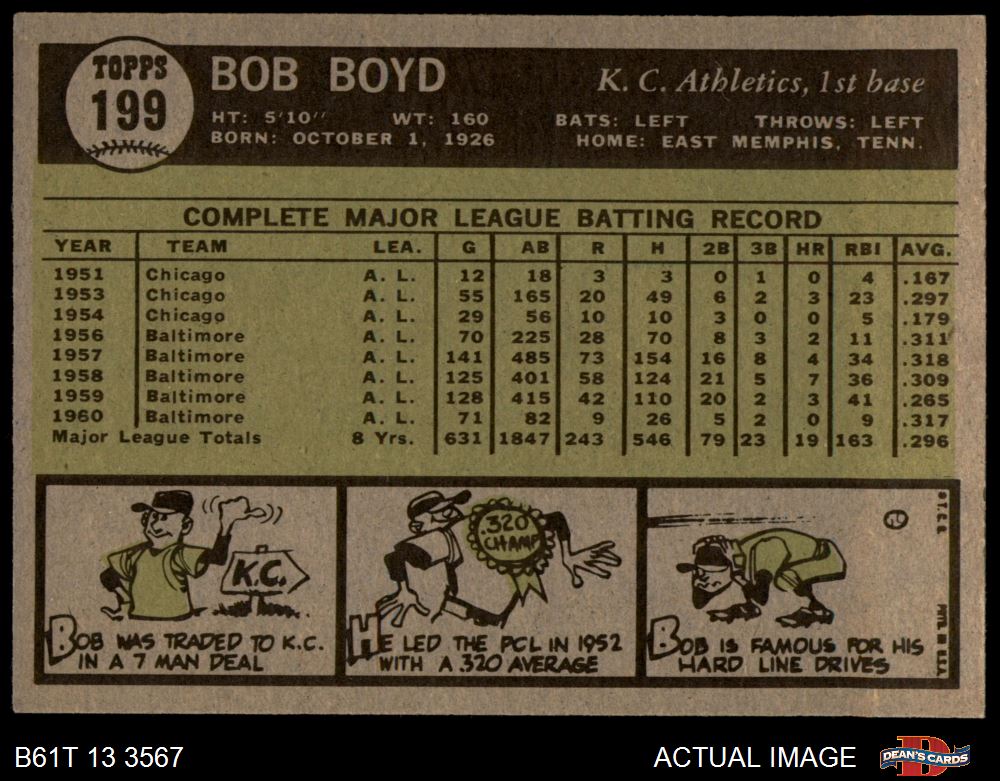 TOPPS
199
BOB BOYD
K. C. Athletics, 1st base
HT: 5'10" WT: 160 BATS: LEFT THROWS: LEFT
BORN: OCTOBER 1, 1926 HOME: EAST MEMPHIS, TENN.
COMPLETE MAJOR LEAGUE BATTING RECORD
YEAR TEAM LEA. G AB R H 2B 3B HR RBI AVG.
1951 Chicago A. L. 12 18 3 3 0 1 0 4 .167
1953 Chicago A. L. 55 165 20 49 6 2 3 23 .297
1954 Chicago A. L. 29 56 10 10 3 0 0 5 .179
1956 Baltimore A. L. 70 225 28 70 8 3 2 11 .311
1957 Baltimore A. L. 141 485 73 154 16 8 4 34 .318
1958 Baltimore A. L. 125 401 58 124 21 5 7 36 .309
1959 Baltimore A. L. 128 415 42 110 20 2 3 41 .265
1960 Baltimore A. L. 71 82 9 26 5 2 0 9 .317
Major League Totals 8 Yrs. 631 1847 243 546 79 23 19 163 .296
K.C.
BOB WAS TRADED TO K.C.
IN A 7 MAN DEAL
.320
CHAMP
HE LED THE PCL IN 1952
WITH A .320 AVERAGE
BOB IS FAMOUS FOR HIS
HARD LINE DRIVES
© T.C.G.
PRTD. IN U.S.A.
B61T 13 3567
ACTUAL IMAGE
DEAN'S CARDS